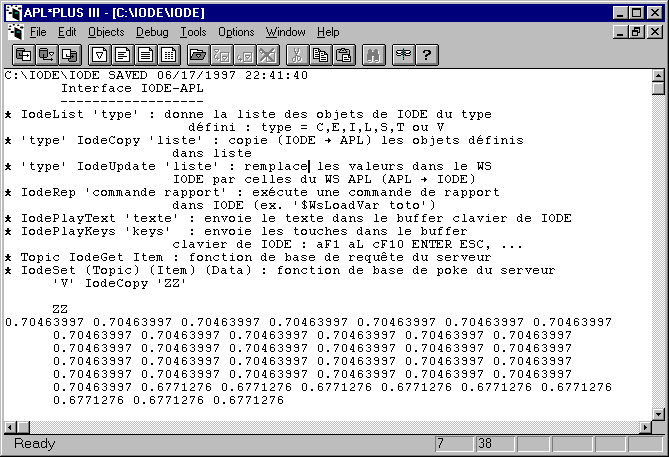 APL*PLUS III - [C:\IODE\IODE]
File Edit Objects Debug Tools Options Window Help
C:\IODE\IODE SAVED 06/17/1997 22:41:40
Interface IODE-APL
------------------
* IodeList 'type' : donne la liste des objets de IODE du type
défini : type = C,E,I,L,S,T ou V
* 'type' IodeCopy 'liste' : copie (IODE → APL) les objets définis
dans liste
* 'type' IodeUpdate 'liste' : remplace les valeurs dans le WS
IODE par celles du WS APL (APL → IODE)
* IodeRep 'commande rapport' : exécute une commande de rapport
dans IODE (ex. '$WsLoadVar toto')
* IodePlayText 'texte' : envoie le texte dans le buffer clavier de IODE
* IodePlayKeys 'keys' : envoie les touches dans le buffer
clavier de IODE : aF1 aL cF10 ENTER ESC, ...
* Topic IodeGet Item : fonction de base de requête du serveur
* IodeSet (Topic) (Item) (Data) : fonction de base de poke du serveur
'V' IodeCopy 'ZZ'
ZZ
0.70463997 0.70463997 0.70463997 0.70463997 0.70463997 0.70463997 0.70463997
0.70463997 0.70463997 0.70463997 0.70463997 0.70463997 0.70463997
0.70463997 0.70463997 0.70463997 0.70463997 0.70463997 0.70463997
0.70463997 0.70463997 0.70463997 0.70463997 0.70463997 0.70463997
0.70463997 0.70463997 0.70463997 0.70463997 0.70463997 0.70463997
0.70463997 0.6771276 0.6771276 0.6771276 0.6771276 0.6771276 0.6771276
0.6771276 0.6771276 0.6771276
Ready 7 38